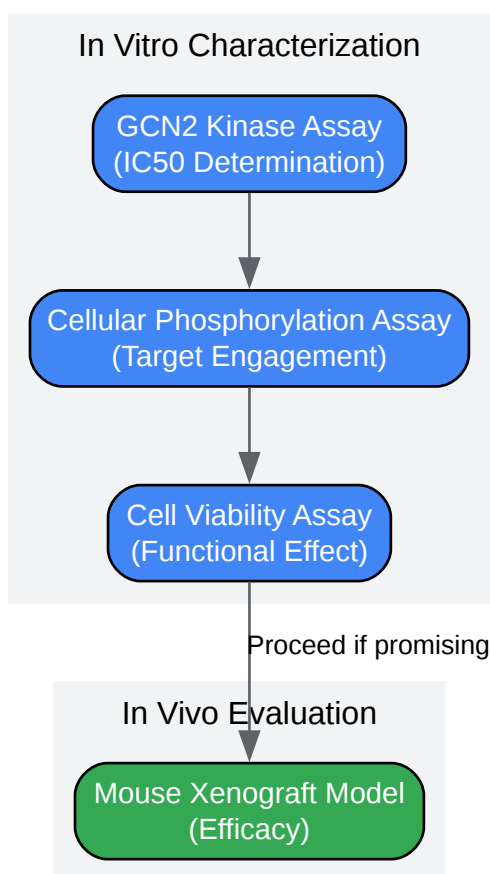 In Vitro Characterization
GCN2 Kinase Assay
(IC50 Determination)
Cellular Phosphorylation Assay
(Target Engagement)
Cell Viability Assay
(Functional Effect)
Proceed if promising
In Vivo Evaluation
Mouse Xenograft Model
(Efficacy)